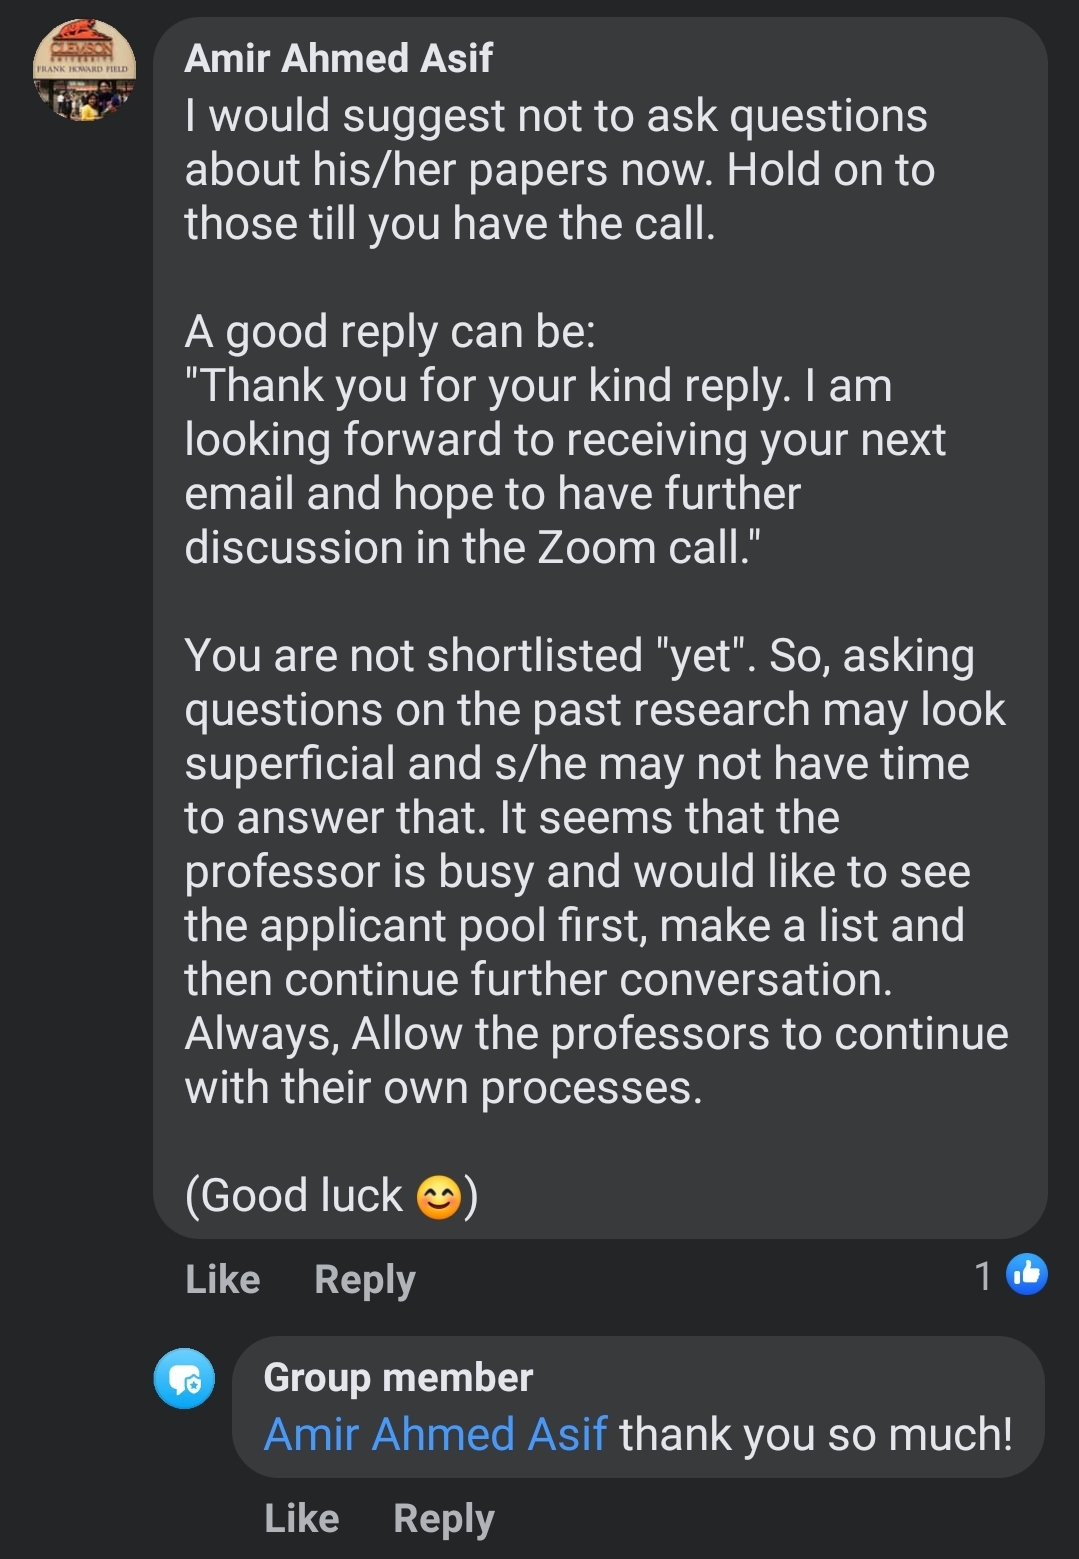 CLEMSON
UNIVERSITY
FRANK HOWARD FIELD
Amir Ahmed Asif
I would suggest not to ask questions
about his/her papers now. Hold on to
those till you have the call.
A good reply can be:
"Thank you for your kind reply. I am
looking forward to receiving your next
email and hope to have further
discussion in the Zoom call."
You are not shortlisted "yet". So, asking
questions on the past research may look
superficial and s/he may not have time
to answer that. It seems that the
professor is busy and would like to see
the applicant pool first, make a list and
then continue further conversation.
Always, Allow the professors to continue
with their own processes.
(Good luck 😊)
Like Reply 1
Group member
Amir Ahmed Asif thank you so much!
Like Reply